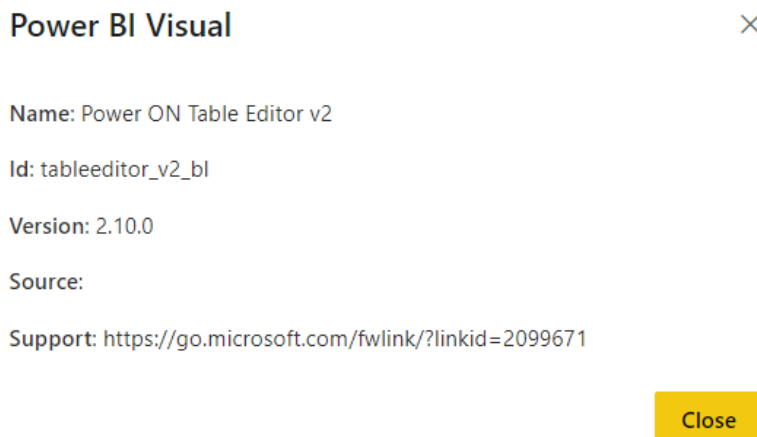 Power BI Visual
Name: Power ON Table Editor v2
Id: tableeditor_v2_bl
Version: 2.10.0
Source:
Support: https://go.microsoft.com/fwlink/?linkid=2099671
Close